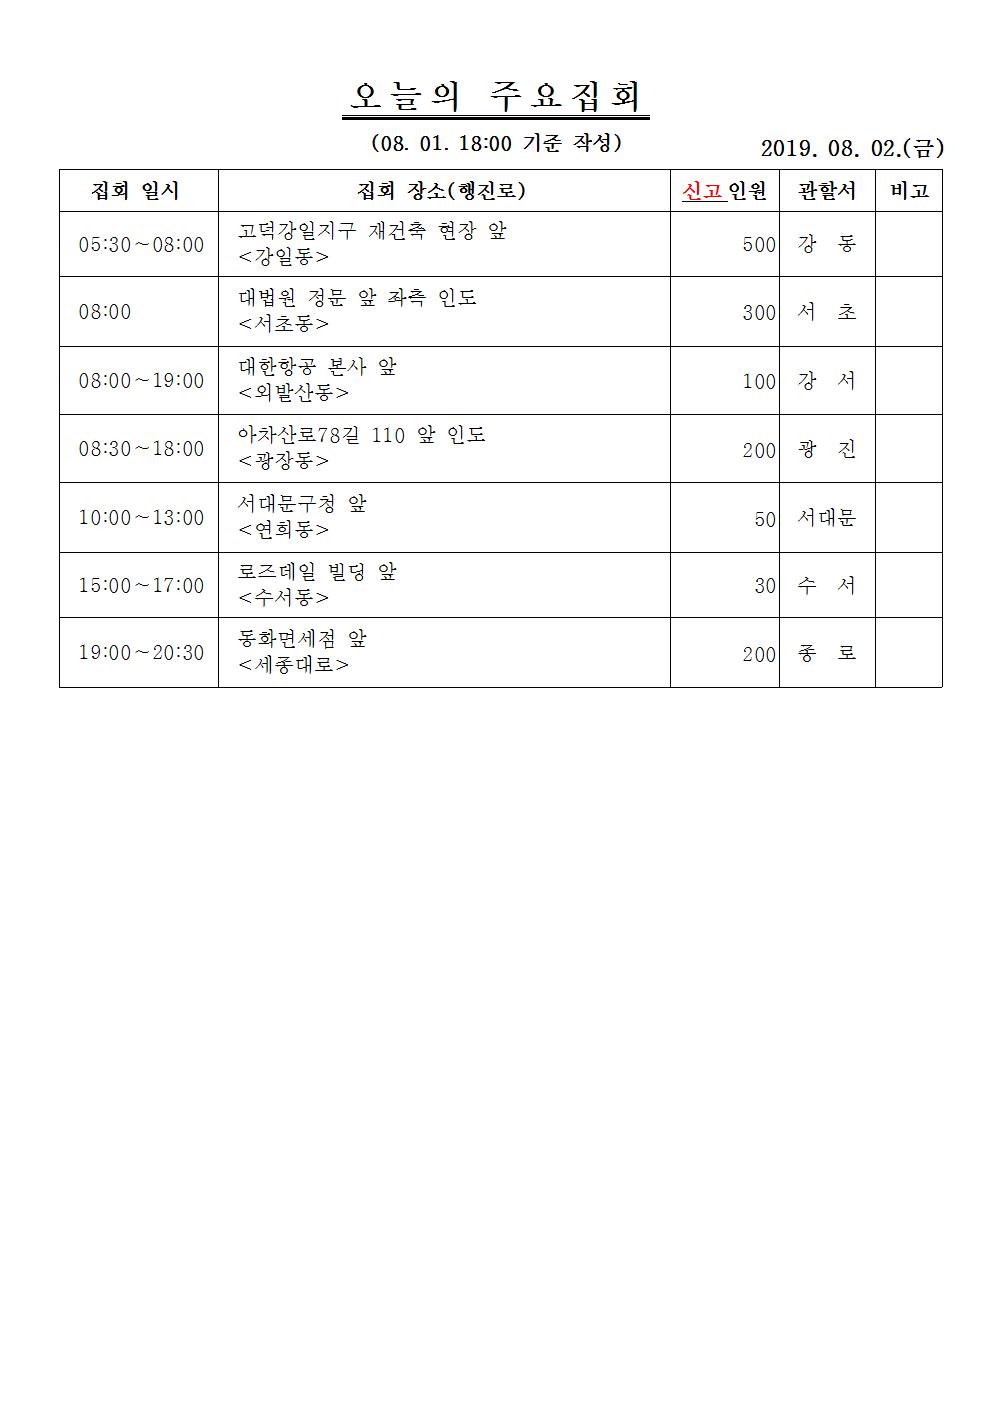 오늘의 주요집회
(08. 01. 18:00 기준 작성)
2019. 08. 02.(금)
집회 일시 집회 장소(행진로) 신고 인원 관할서 비고
05:30~08:00 고덕강일지구 재건축 현장 앞 <강일동> 500 강 동
08:00 대법원 정문 앞 좌측 인도 <서초동> 300 서 초
08:00~19:00 대한항공 본사 앞 <외발산동> 100 강 서
08:30~18:00 아차산로78길 110 앞 인도 <광장동> 200 광 진
10:00~13:00 서대문구청 앞 <연희동> 50 서대문
15:00~17:00 로즈데일 빌딩 앞 <수서동> 30 수 서
19:00~20:30 동화면세점 앞 <세종대로> 200 종 로